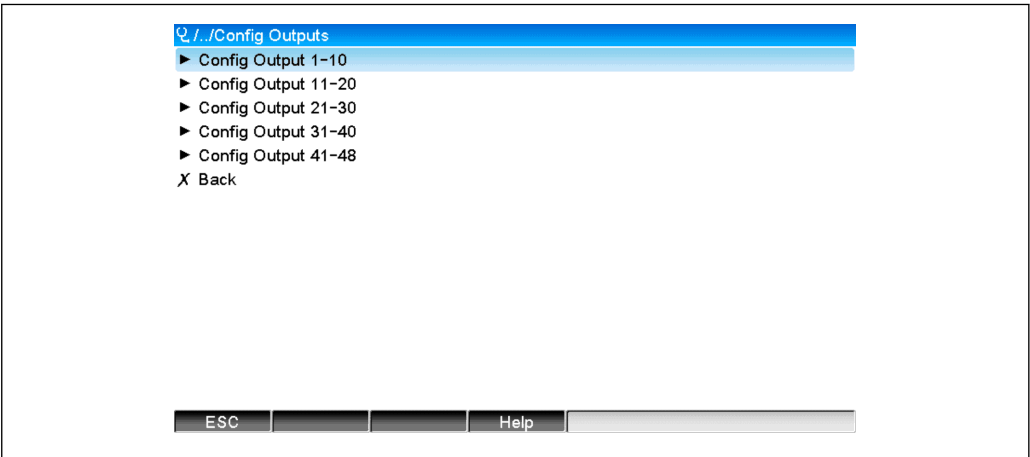 /../Config Outputs
► Config Output 1-10
► Config Output 11-20
► Config Output 21-30
► Config Output 31-40
► Config Output 41-48
✗ Back
ESC Help